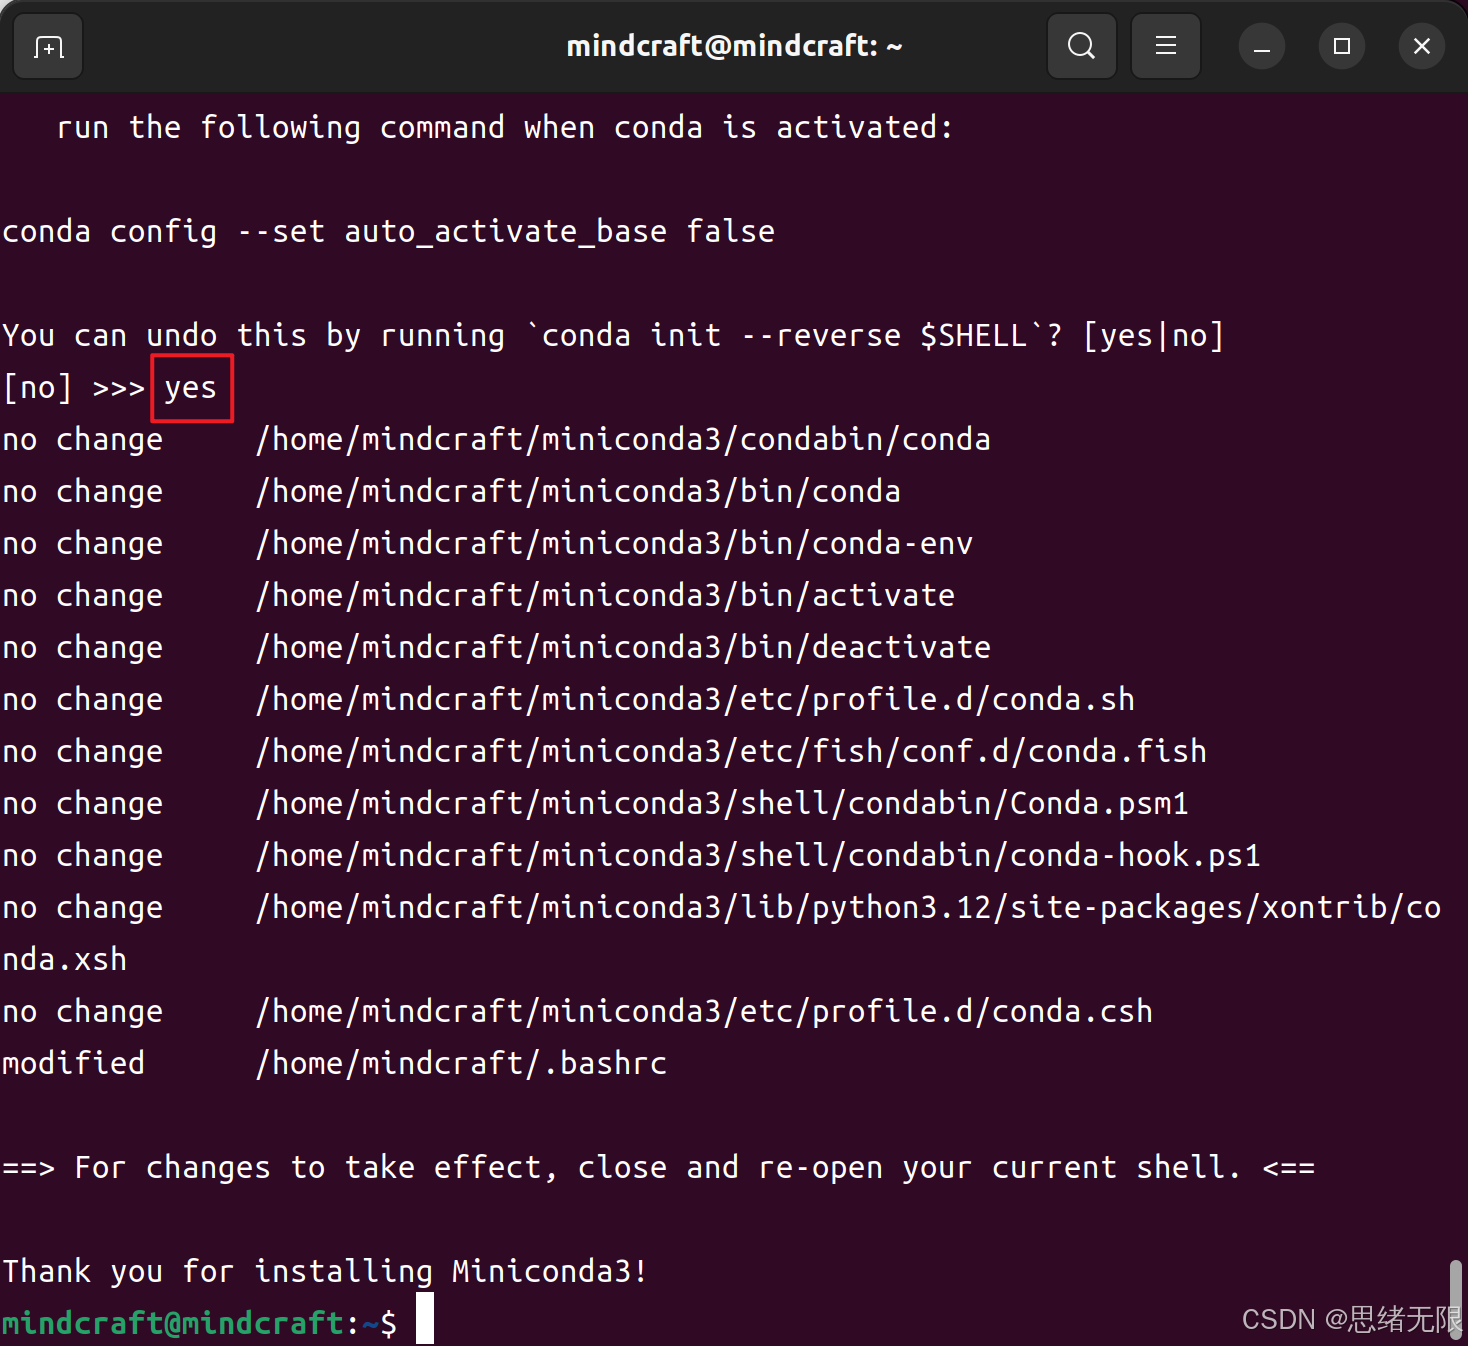 mindcraft@mindcraft: ~
run the following command when conda is activated:
conda config --set auto_activate_base false
You can undo this by running `conda init --reverse $SHELL`? [yes|no]
[no] >>> yes
no change     /home/mindcraft/miniconda3/condabin/conda
no change     /home/mindcraft/miniconda3/bin/conda
no change     /home/mindcraft/miniconda3/bin/conda-env
no change     /home/mindcraft/miniconda3/bin/activate
no change     /home/mindcraft/miniconda3/bin/deactivate
no change     /home/mindcraft/miniconda3/etc/profile.d/conda.sh
no change     /home/mindcraft/miniconda3/etc/fish/conf.d/conda.fish
no change     /home/mindcraft/miniconda3/shell/condabin/Conda.psm1
no change     /home/mindcraft/miniconda3/shell/condabin/conda-hook.ps1
no change     /home/mindcraft/miniconda3/lib/python3.12/site-packages/xontrib/co
nda.xsh
no change     /home/mindcraft/miniconda3/etc/profile.d/conda.csh
modified      /home/mindcraft/.bashrc
==> For changes to take effect, close and re-open your current shell. <==
Thank you for installing Miniconda3!
mindcraft@mindcraft:~$
CSDN @思绪无限